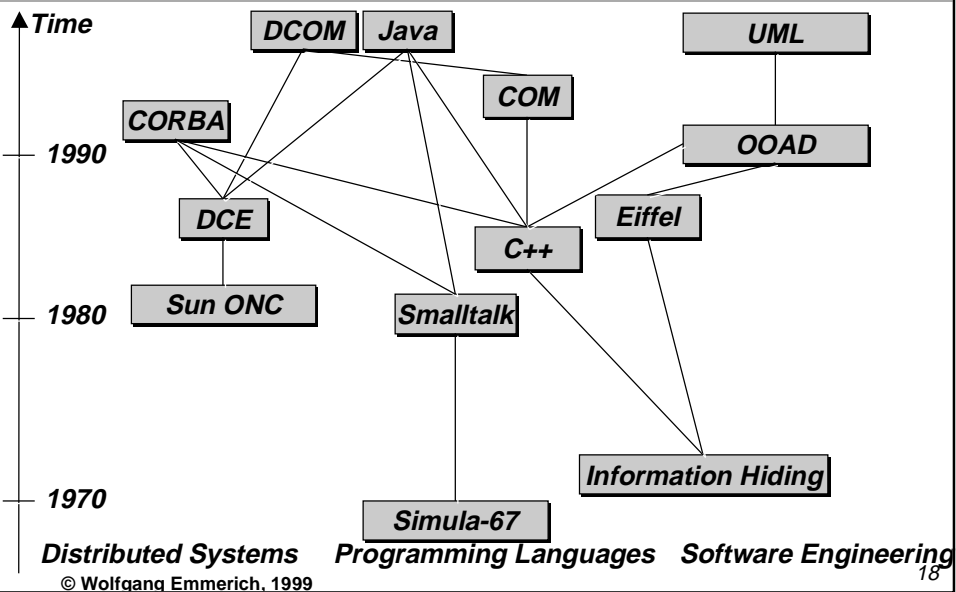 Time
DCOM
Java
UML
COM
CORBA
1990
OOAD
DCE
Eiffel
C++
Sun ONC
1980
Smalltalk
Information Hiding
1970
Simula-67
Distributed Systems
Programming Languages
Software Engineering
© Wolfgang Emmerich, 1999
18